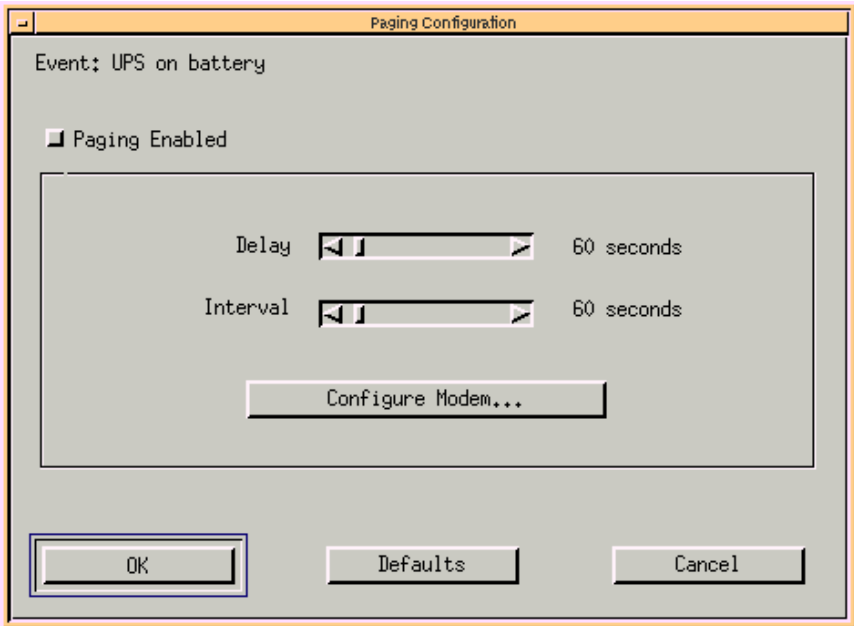 Paging Configuration
Event: UPS on battery
Paging Enabled
Delay 60 seconds
Interval 60 seconds
Configure Modem...
OK Defaults Cancel